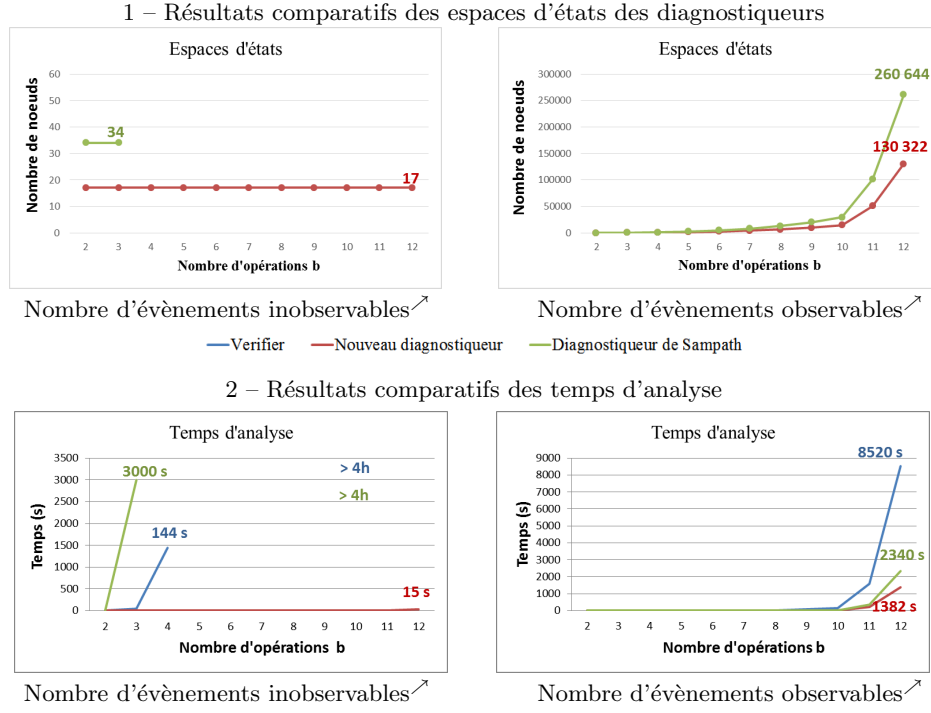 1 – Résultats comparatifs des espaces d'états des diagnostiqueurs
Espaces d'états
Nombre de noeuds
60
50
40
30
20
10
0
34
17
2 3 4 5 6 7 8 9 10 11 12
Nombre d'opérations b
Nombre d'évènements inobservables↗
Espaces d'états
Nombre de noeuds
300000
250000
200000
150000
100000
50000
0
260 644
130 322
2 3 4 5 6 7 8 9 10 11 12
Nombre d'opérations b
Nombre d'évènements observables↗
Verifier Nouveau diagnostiqueur Diagnostiqueur de Sampath
2 – Résultats comparatifs des temps d'analyse
Temps d'analyse
Temps (s)
3500
3000
2500
2000
1500
1000
500
0
3000 s
144 s
> 4h
> 4h
15 s
2 3 4 5 6 7 8 9 10 11 12
Nombre d'opérations b
Nombre d'évènements inobservables↗
Temps d'analyse
Temps (s)
9000
8000
7000
6000
5000
4000
3000
2000
1000
0
8520 s
2340 s
1382 s
2 3 4 5 6 7 8 9 10 11 12
Nombre d'opérations b
Nombre d'évènements observables↗